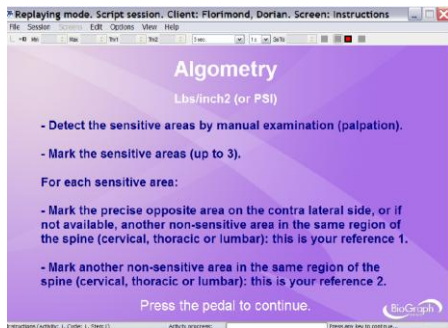 Replaying mode. Script session. Client: Florimond, Dorian. Screen: Instructions
File Session Screens Edit Options View Help
Algometry
Lbs/inch2 (or PSI)
- Detect the sensitive areas by manual examination (palpation).
- Mark the sensitive areas (up to 3).
For each sensitive area:
- Mark the precise opposite area on the contra lateral side, or if
not available, another non-sensitive area in the same region of
the spine (cervical, thoracic or lumbar): this is your reference 1.
- Mark another non-sensitive area in the same region of the
spine (cervical, thoracic or lumbar): this is your reference 2.
Press the pedal to continue.
BioGraph
Press any key to continue...